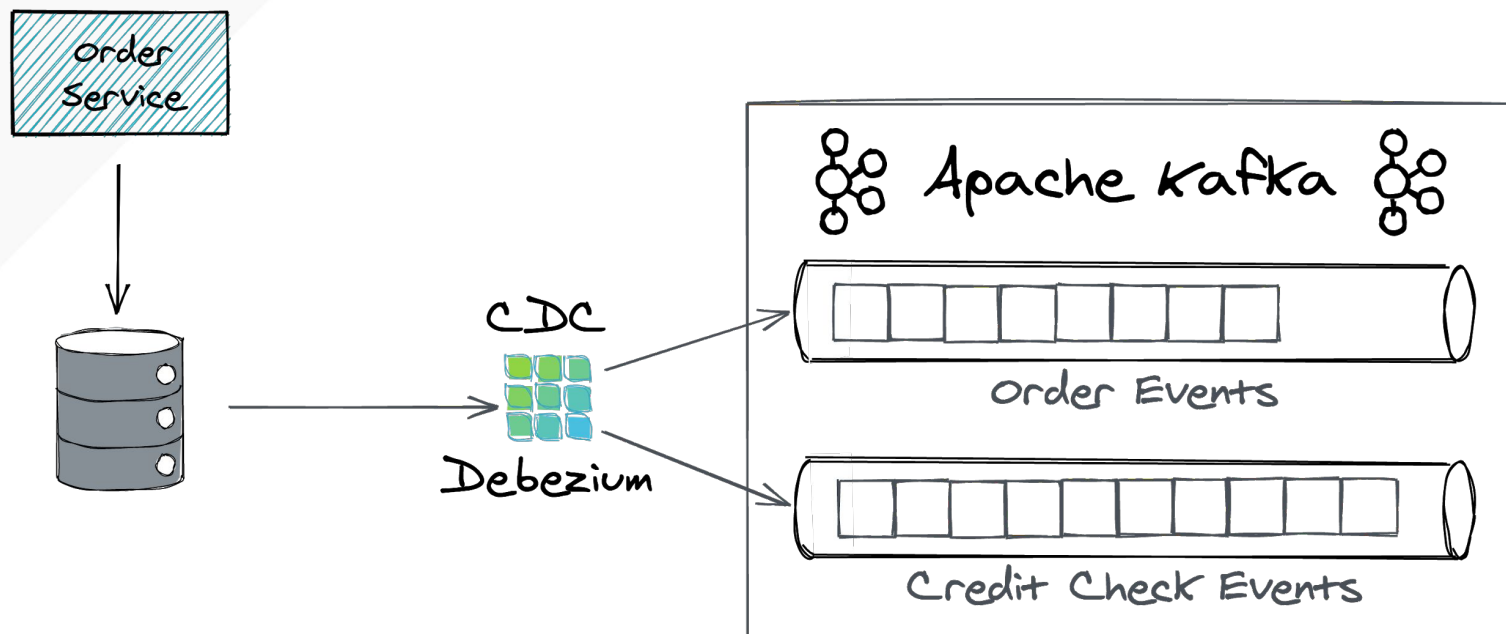 Order
Service
CDC
Debezium
Apache Kafka
Order Events
Credit Check Events